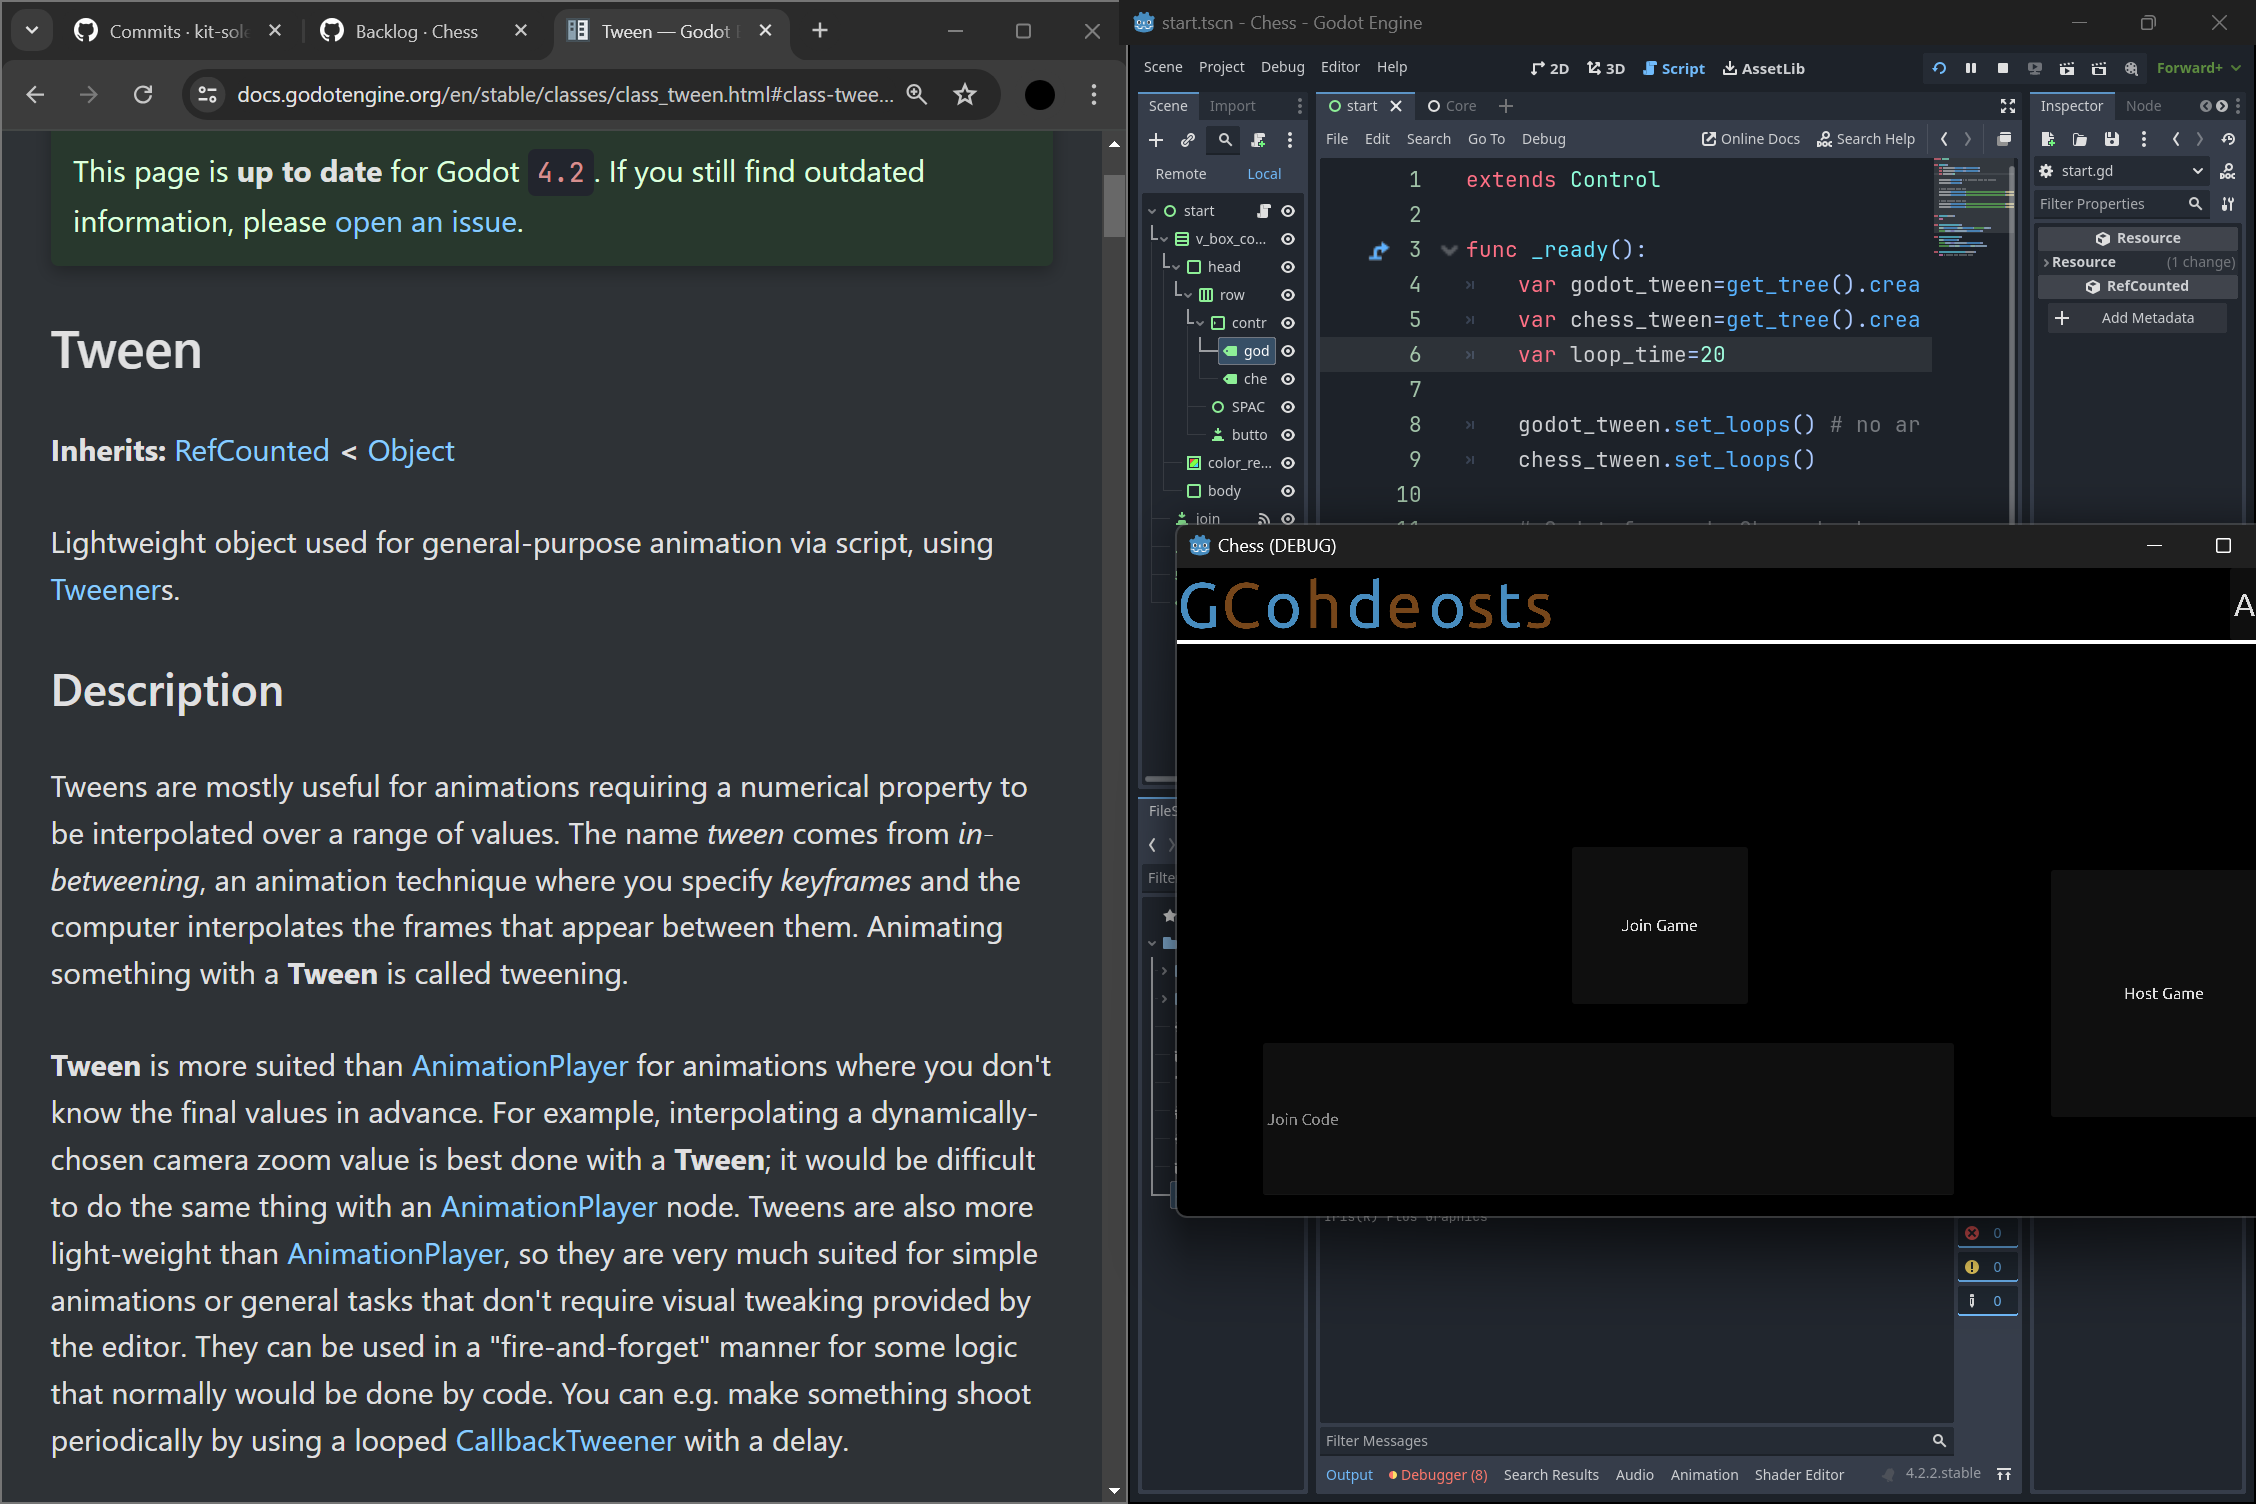 Commits · kit-sole
Backlog · Chess
Tween — Godot E
docs.godotengine.org/en/stable/classes/class_tween.html#class-twee...
This page is up to date for Godot 4.2. If you still find outdated
information, please open an issue.
Tween
Inherits: RefCounted < Object
Lightweight object used for general-purpose animation via script, using
Tweeners.
Description
Tweens are mostly useful for animations requiring a numerical property to
be interpolated over a range of values. The name tween comes from in-
betweening, an animation technique where you specify keyframes and the
computer interpolates the frames that appear between them. Animating
something with a Tween is called tweening.
Tween is more suited than AnimationPlayer for animations where you don't
know the final values in advance. For example, interpolating a dynamically-
chosen camera zoom value is best done with a Tween; it would be difficult
to do the same thing with an AnimationPlayer node. Tweens are also more
light-weight than AnimationPlayer, so they are very much suited for simple
animations or general tasks that don't require visual tweaking provided by
the editor. They can be used in a "fire-and-forget" manner for some logic
that normally would be done by code. You can e.g. make something shoot
periodically by using a looped CallbackTweener with a delay.
start.tscn - Chess - Godot Engine
Scene Project Debug Editor Help
2D 3D Script AssetLib
Forward+
Scene Import
Remote Local
start
v_box_co...
head
row
contr
god
che
SPAC
butto
color_re...
body
join
FileS
Filte
start Core
File Edit Search Go To Debug
Online Docs Search Help
1 extends Control
2
3 func _ready():
4 var godot_tween=get_tree().crea
5 var chess_tween=get_tree().crea
6 var loop_time=20
7
8 godot_tween.set_loops() # no ar
9 chess_tween.set_loops()
10
Inspector Node
start.gd
Filter Properties
Resource
Resource (1 change)
RefCounted
Add Metadata
Chess (DEBUG)
GCohdeosts
A
Join Game
Host Game
Join Code
Iris(R) Plus Graphics
0
0
0
Filter Messages
Output Debugger (8) Search Results Audio Animation Shader Editor
4.2.2.stable